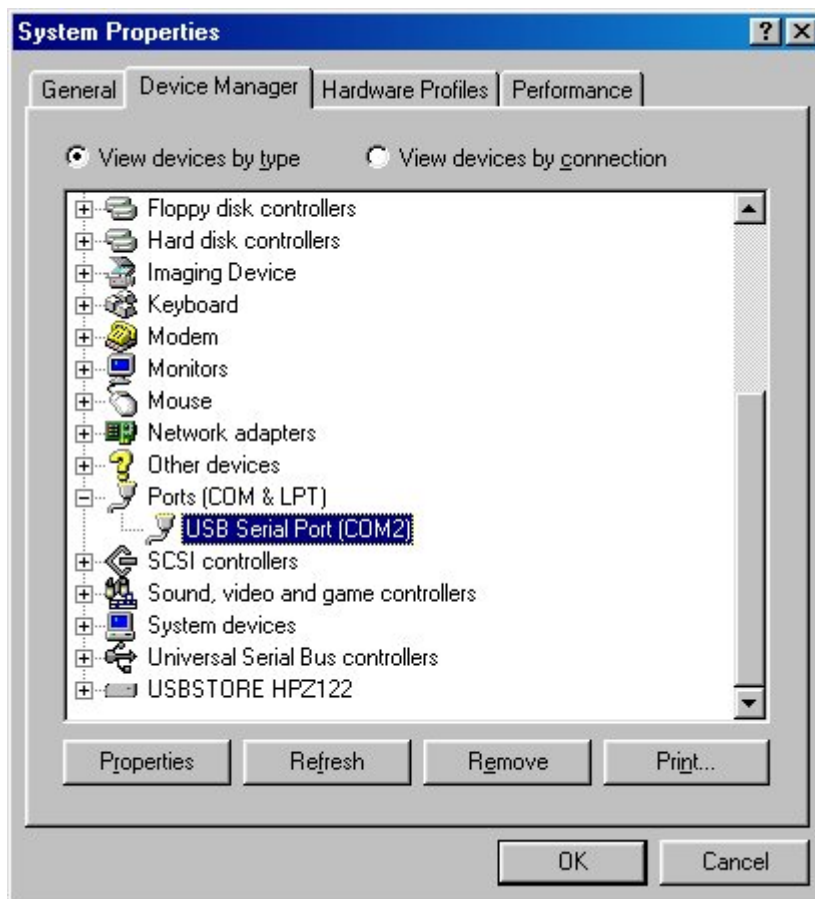 System Properties
General Device Manager Hardware Profiles Performance
View devices by type View devices by connection
Floppy disk controllers
Hard disk controllers
Imaging Device
Keyboard
Modem
Monitors
Mouse
Network adapters
Other devices
Ports (COM & LPT)
USB Serial Port (COM2)
SCSI controllers
Sound, video and game controllers
System devices
Universal Serial Bus controllers
USBSTORE HPZ122
Properties Refresh Remove Print...
OK Cancel